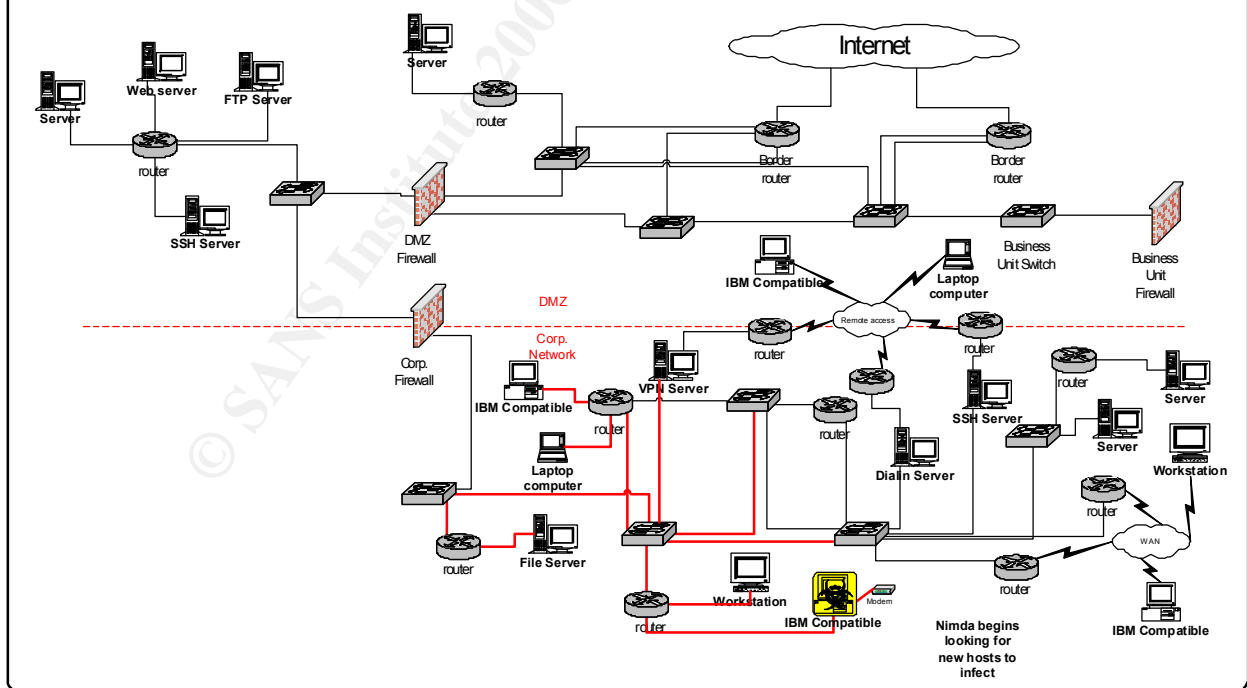 Internet
Server
Web server
FTP Server
Server
router
router
SSH Server
Border
router
Border
router
DMZ
Firewall
Business
Unit Switch
Business
Unit
Firewall
IBM Compatible
Laptop
computer
DMZ
Remote access
Corp.
Network
Corp.
Firewall
router
router
VPN Server
IBM Compatible
router
router
SSH Server
router
Server
Server
Laptop
computer
Dialin Server
Workstation
router
WAN
router
File Server
router
Workstation
router
IBM Compatible
Modem
IBM Compatible
Nimda begins
looking for
new hosts to
infect
© SANS Institute 200